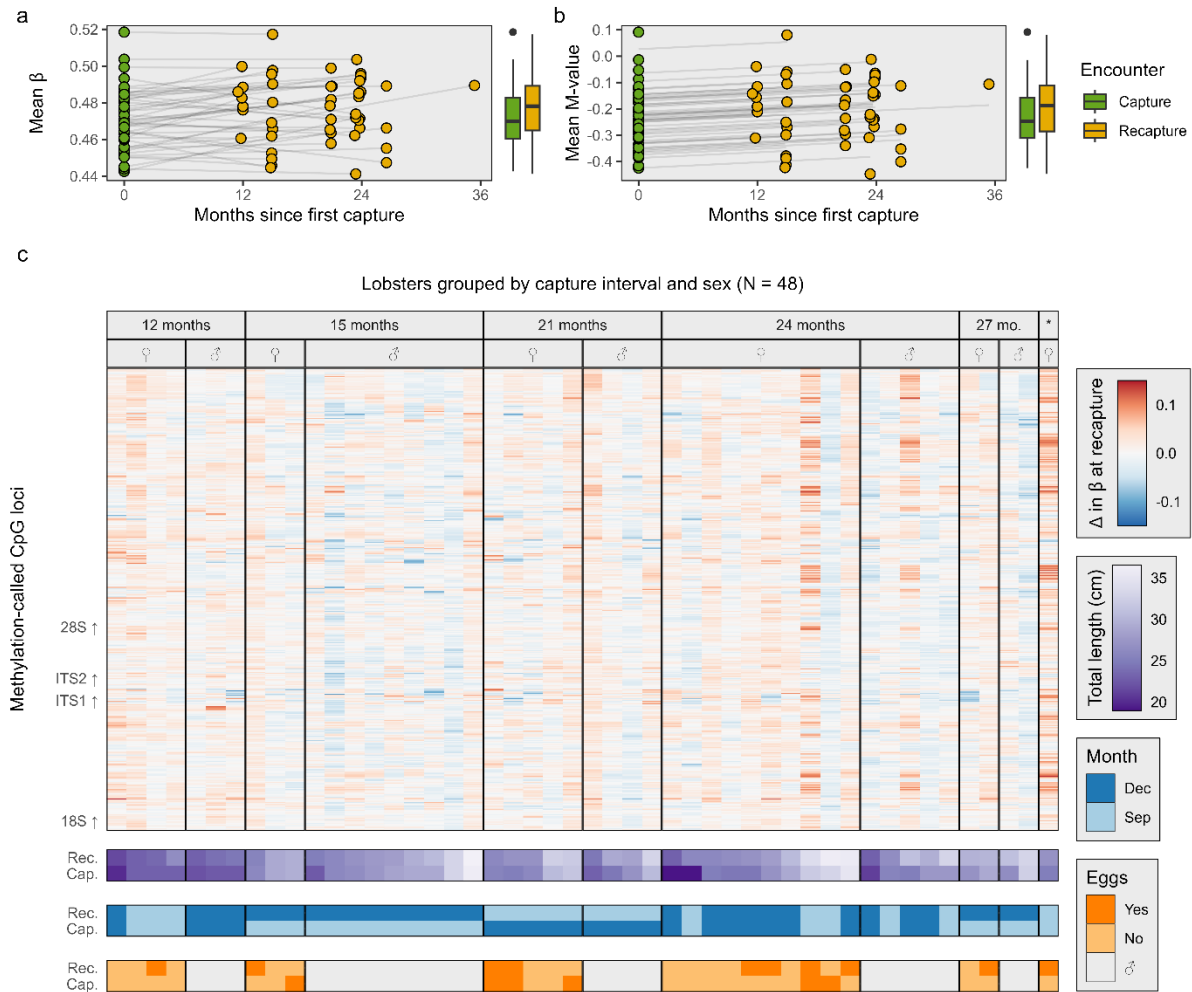 a
0.52
0.50
0.48
0.46
0.44
Mean β
0
12
24
36
Months since first capture
b
0.1
0.0
-0.1
-0.2
-0.3
-0.4
Mean M-value
0
12
24
36
Months since first capture
Encounter
Capture
Recapture
c
Lobsters grouped by capture interval and sex (N = 48)
12 months
15 months
21 months
24 months
27 mo.
*
♀ ♂ ♀ ♂ ♀ ♂ ♀ ♂ ♀ ♂ ♀
Methylation-called CpG loci
28S ↑
ITS2 ↑
ITS1 ↑
18S ↑
Rec.
Cap.
Rec.
Cap.
Rec.
Cap.
Δ in β at recapture
0.1
0.0
-0.1
Total length (cm)
35
30
25
20
Month
Dec
Sep
Eggs
Yes
No
♂